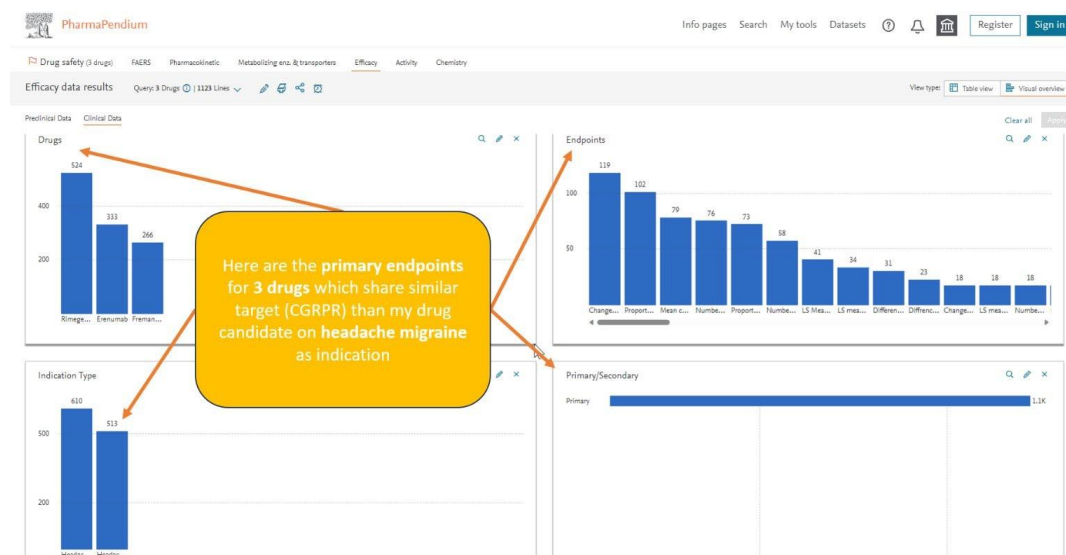 PharmaPendium
Info pages Search My tools Datasets Register Sign in
Drug safety (3 drugs) FAERS Pharmacokinetic Metabolizing enz. & transporters Efficacy Activity Chemistry
Efficacy data results Query: 3 Drugs | 1123 Lines
View type: Table view Visual overview
Preclinical Data Clinical Data
Clear all Apply
Drugs
524
400
333
266
200
Rimege... Erenumab Freman...
Endpoints
119
100
102
79
76
73
58
50
41
34
31
23
18
18
18
Change... Proport... Mean c... Numbe... Proport... Numbe... LS Mea... LS mea... Differen... Diffrenc... Change... LS mea... Numbe...
Here are the primary endpoints
for 3 drugs which share similar
target (CGRPR) than my drug
candidate on headache migraine
as indication
Indication Type
610
513
500
200
Primary/Secondary
Primary
1.1K